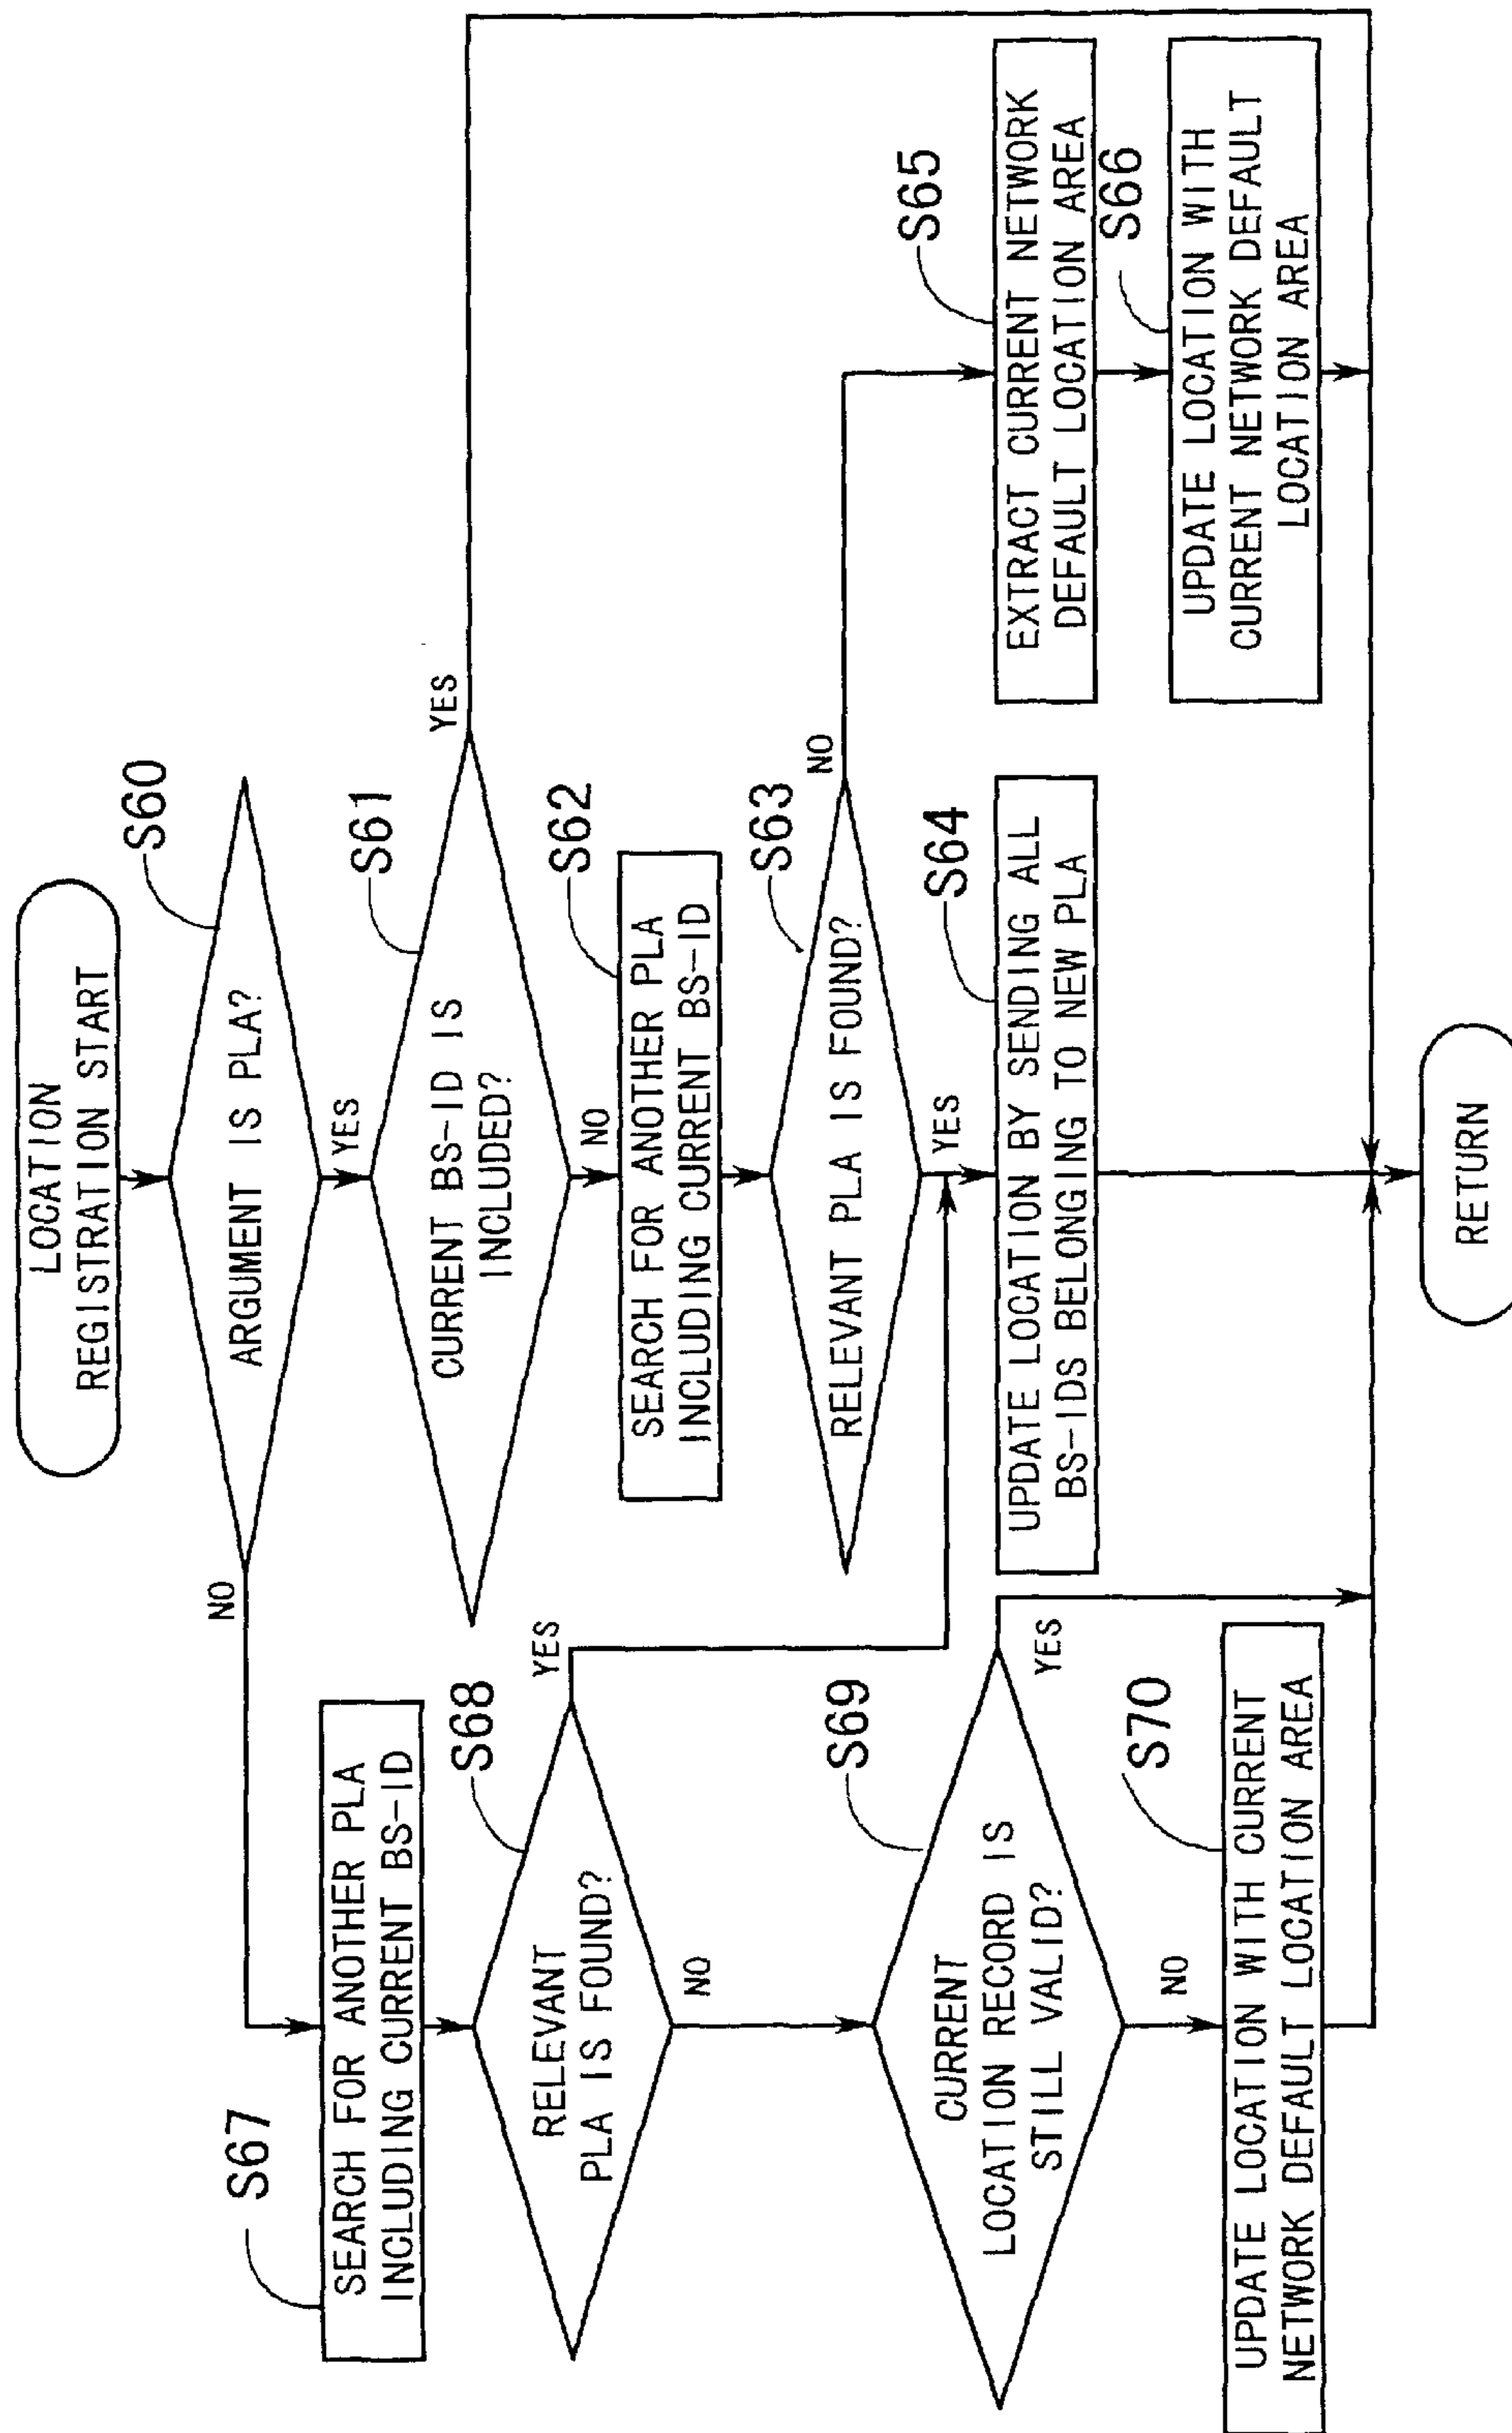 LOCATION
REGISTRATION START
S60
ARGUMENT IS PLA?
NO
YES
S61
CURRENT BS-ID IS
INCLUDED?
YES
NO
S62
SEARCH FOR ANOTHER PLA
INCLUDING CURRENT BS-ID
S63
RELEVANT PLA IS FOUND?
NO
YES
S64
UPDATE LOCATION BY SENDING ALL
BS-IDS BELONGING TO NEW PLA
S65
EXTRACT CURRENT NETWORK
DEFAULT LOCATION AREA
S66
UPDATE LOCATION WITH
CURRENT NETWORK DEFAULT
LOCATION AREA
S67
SEARCH FOR ANOTHER PLA
INCLUDING CURRENT BS-ID
S68
RELEVANT
PLA IS FOUND?
YES
NO
S69
CURRENT
LOCATION RECORD IS
STILL VALID?
YES
NO
S70
UPDATE LOCATION WITH CURRENT
NETWORK DEFAULT LOCATION AREA
RETURN